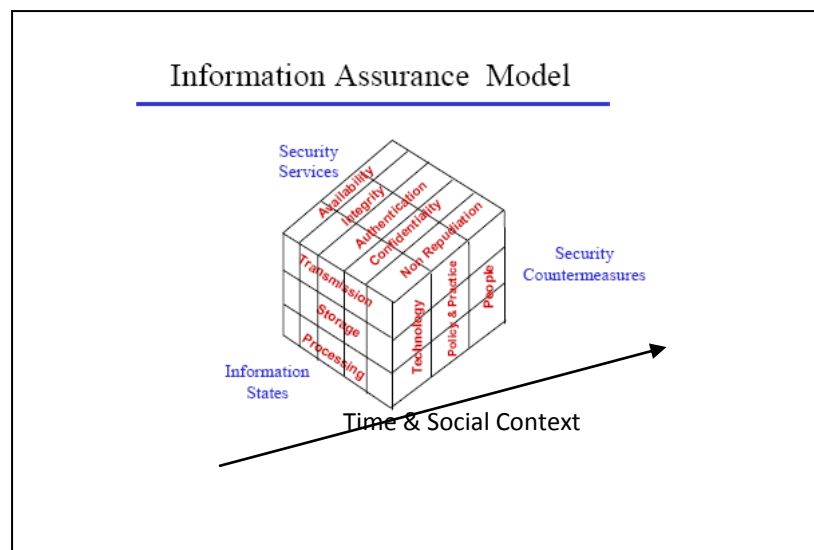 Information Assurance Model
Security
Services
Availability
Integrity
Authentication
Confidentiality
Non Repudiation
Transmission
Storage
Processing
Technology
Policy & Practice
People
Security
Countermeasures
Information
States
Time & Social Context